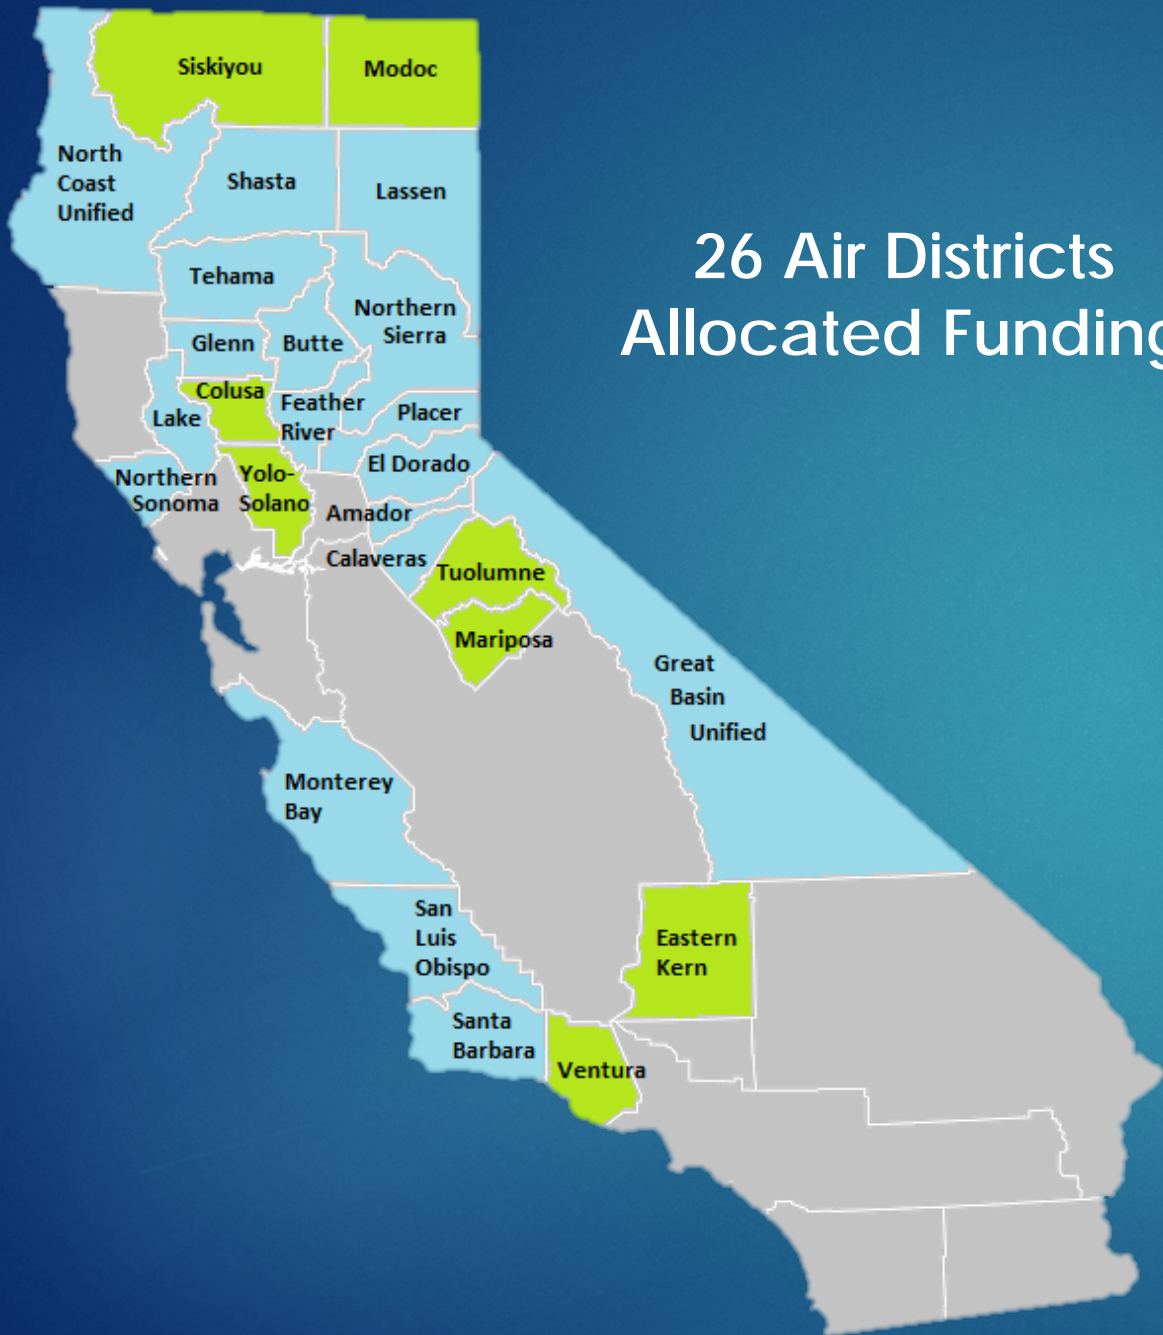 Siskiyou
Modoc
North
Coast
Unified
Shasta
Lassen
26 Air Districts
Allocated Funding
Tehama
Northern
Sierra
Glenn
Butte
Colusa
Lake
Feather
River
Placer
El Dorado
Northern
Sonoma
Yolo-
Solano
Amador
Calaveras
Tuolumne
Mariposa
Great
Basin
Unified
Monterey
Bay
San
Luis
Obispo
Eastern
Kern
Santa
Barbara
Ventura